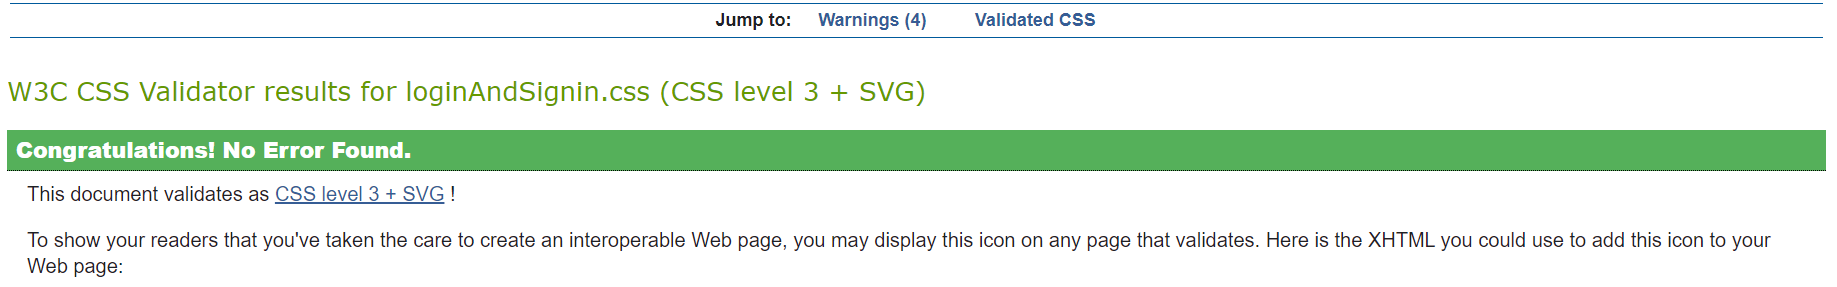 Jump to: Warnings (4) Validated CSS
W3C CSS Validator results for loginAndSignin.css (CSS level 3 + SVG)
Congratulations! No Error Found.
This document validates as CSS level 3 + SVG !
To show your readers that you've taken the care to create an interoperable Web page, you may display this icon on any page that validates. Here is the XHTML you could use to add this icon to your
Web page: